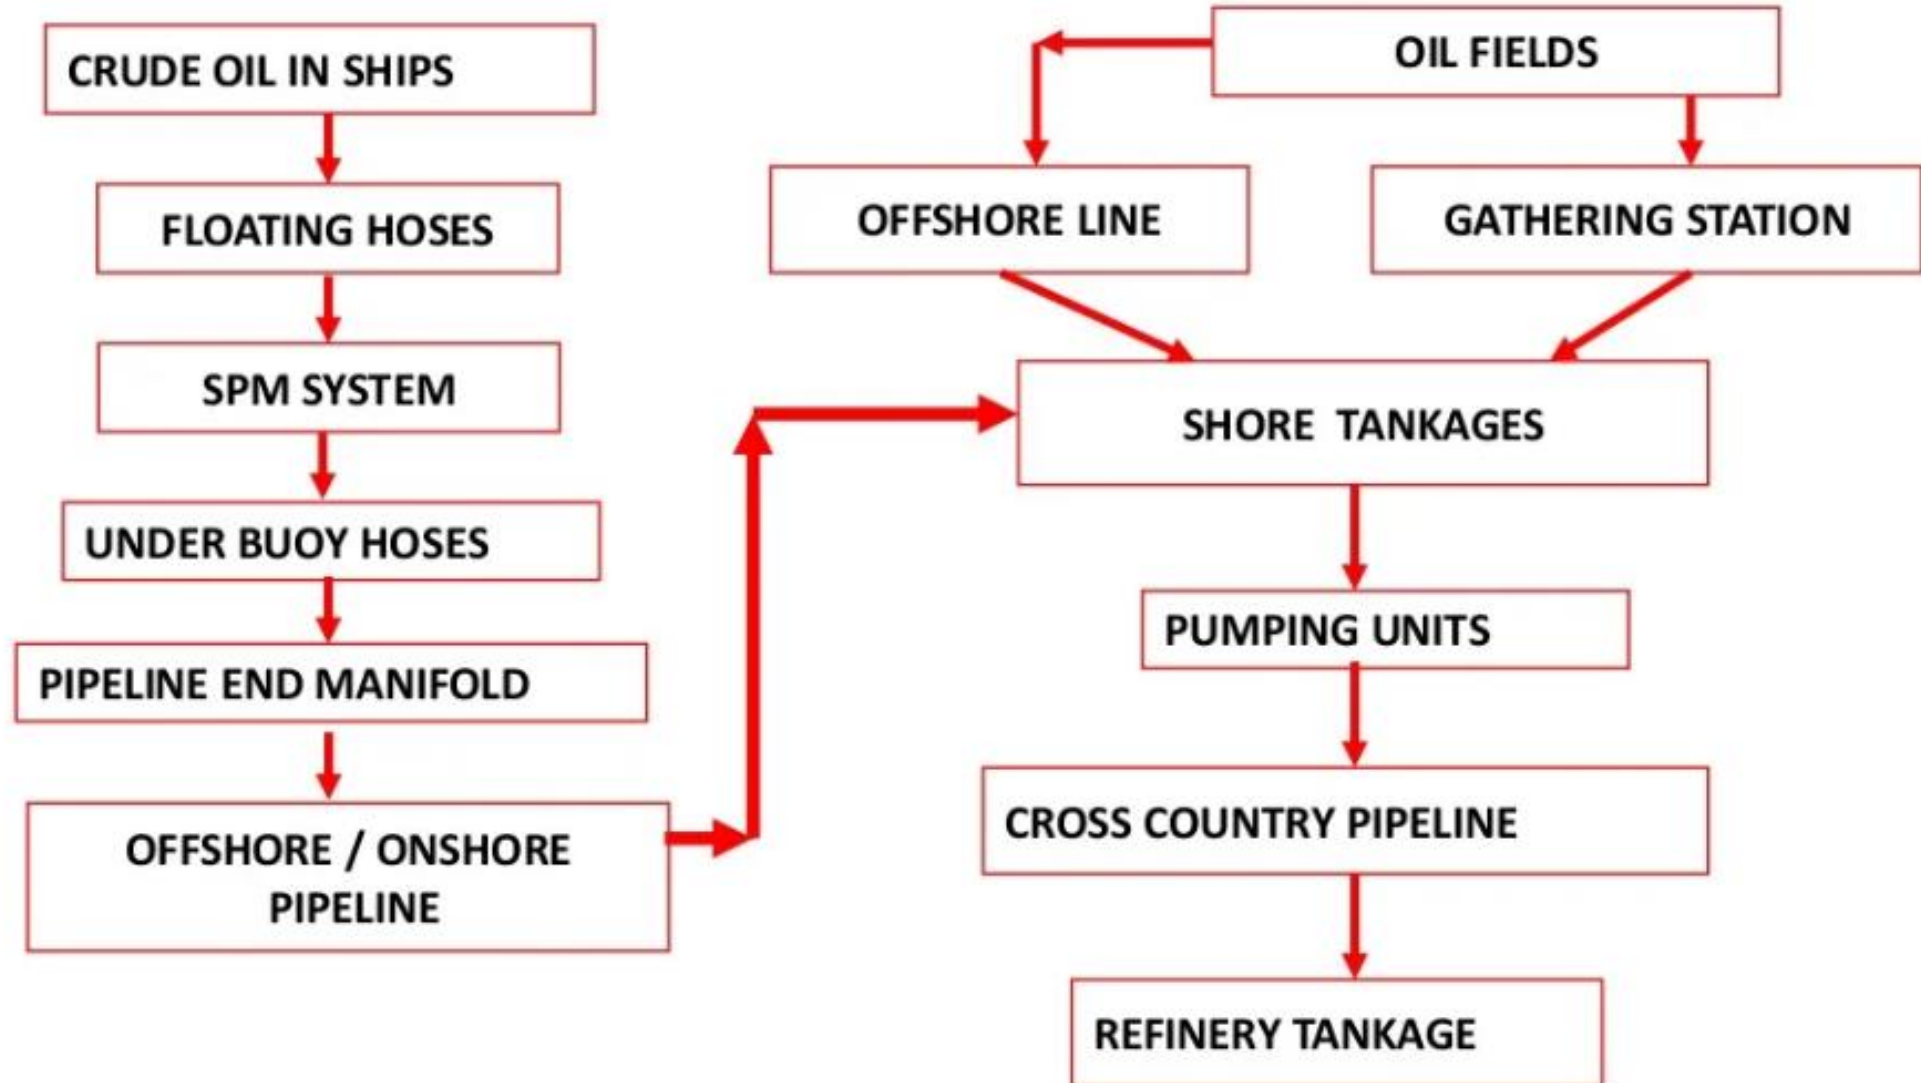 CRUDE OIL IN SHIPS
FLOATING HOSES
SPM SYSTEM
UNDER BUOY HOSES
PIPELINE END MANIFOLD
OFFSHORE / ONSHORE
PIPELINE
OIL FIELDS
OFFSHORE LINE
GATHERING STATION
SHORE TANKAGES
PUMPING UNITS
CROSS COUNTRY PIPELINE
REFINERY TANKAGE